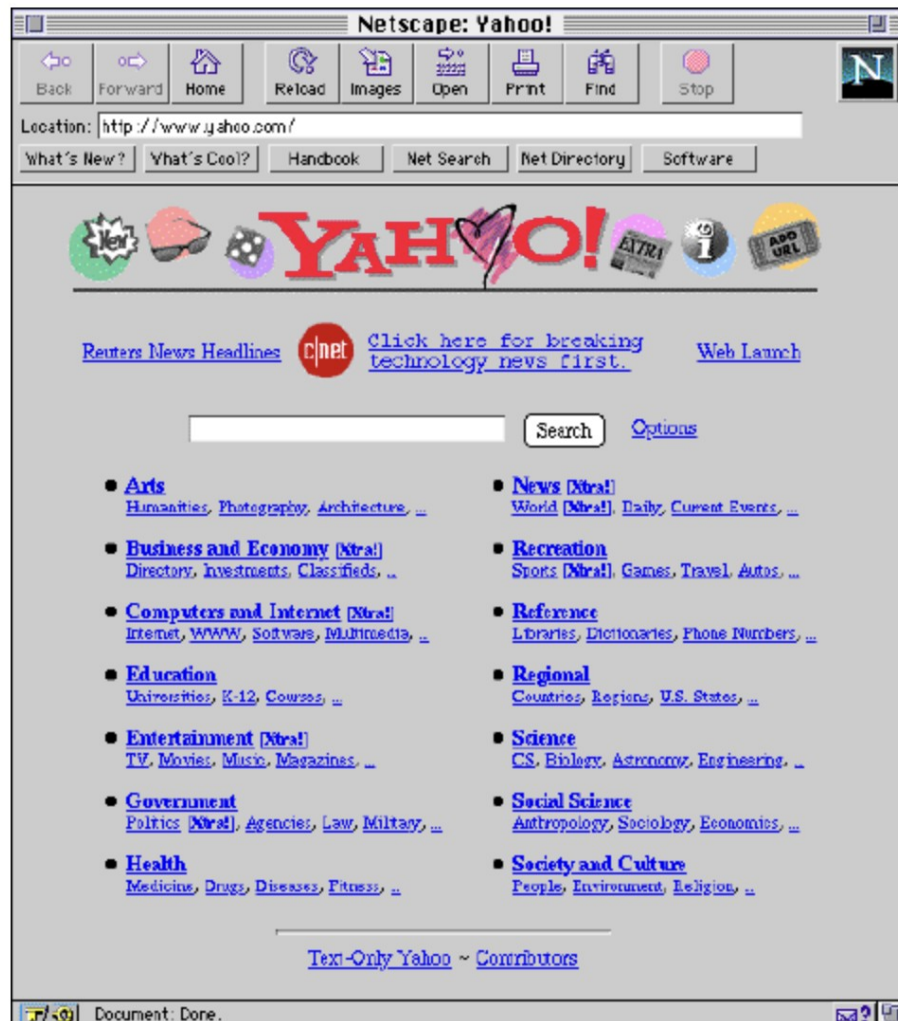 Netscape: Yahoo!
Back Forward Home Reload Images Open Print Find Stop N
Location: http://www.yahoo.com/
What's New? What's Cool? Handbook Net Search Net Directory Software
New YAHOO! EXTRA i ADD URL
Reuters News Headlines c|net Click here for breaking technology news first. Web Launch
Search Options
Arts
Humanities, Photography, Architecture, ...
Business and Economy [Xtra!]
Directory, Investments, Classifieds, ...
Computers and Internet [Xtra!]
Internet, WWW, Software, Multimedia, ...
Education
Universities, K-12, Courses, ...
Entertainment [Xtra!]
TV, Movies, Music, Magazines, ...
Government
Politics [Xtra!], Agencies, Law, Military, ...
Health
Medicine, Drugs, Diseases, Fitness, ...
News [Xtra!]
World [Xtra!], Daily, Current Events, ...
Recreation
Sports [Xtra!], Games, Travel, Autos, ...
Reference
Libraries, Dictionaries, Phone Numbers, ...
Regional
Countries, Regions, U.S. States, ...
Science
CS, Biology, Astronomy, Engineering, ...
Social Science
Anthropology, Sociology, Economics, ...
Society and Culture
People, Environment, Religion, ...
Text-Only Yahoo ~ Contributors
Document: Done.
?